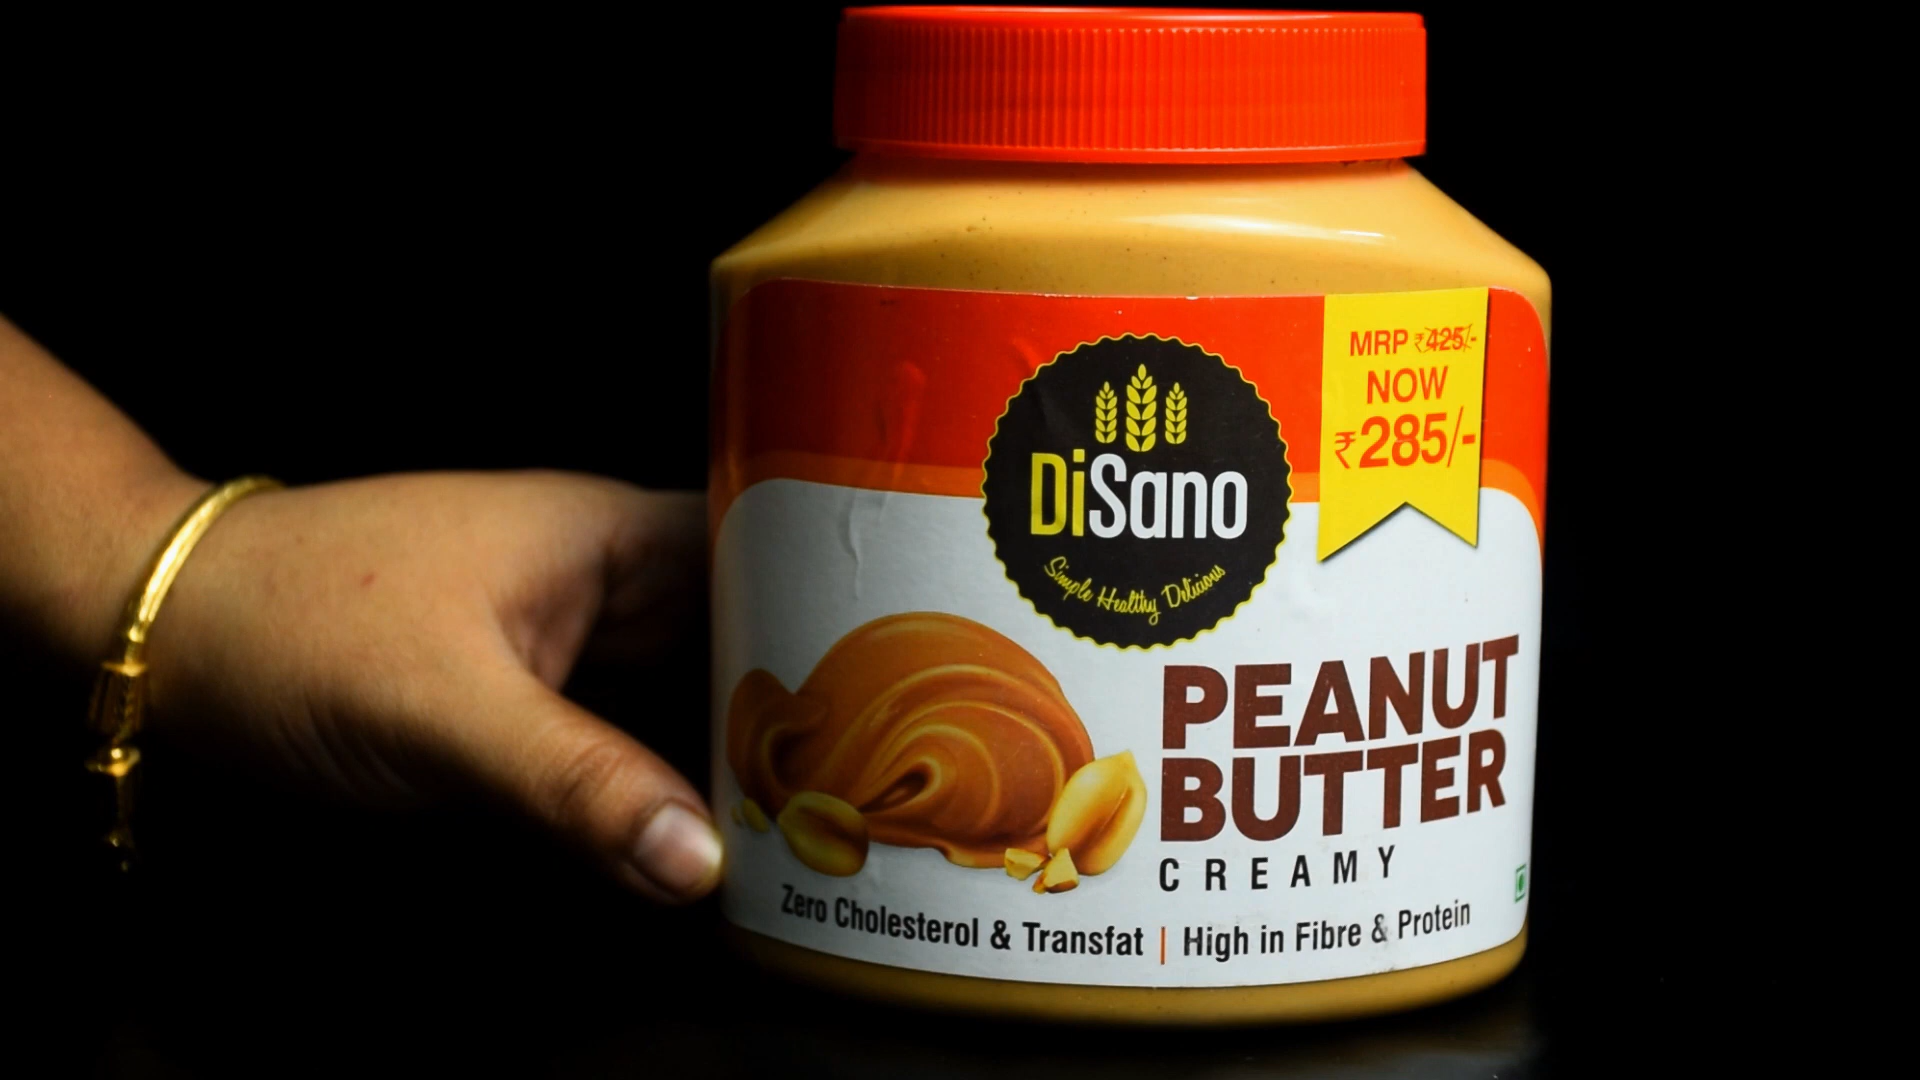 MRP ₹425/-
NOW
₹285/-
DiSano
Simple Healthy Delicious
PEANUT
BUTTER
CREAMY
Zero Cholesterol & Transfat | High in Fibre & Protein